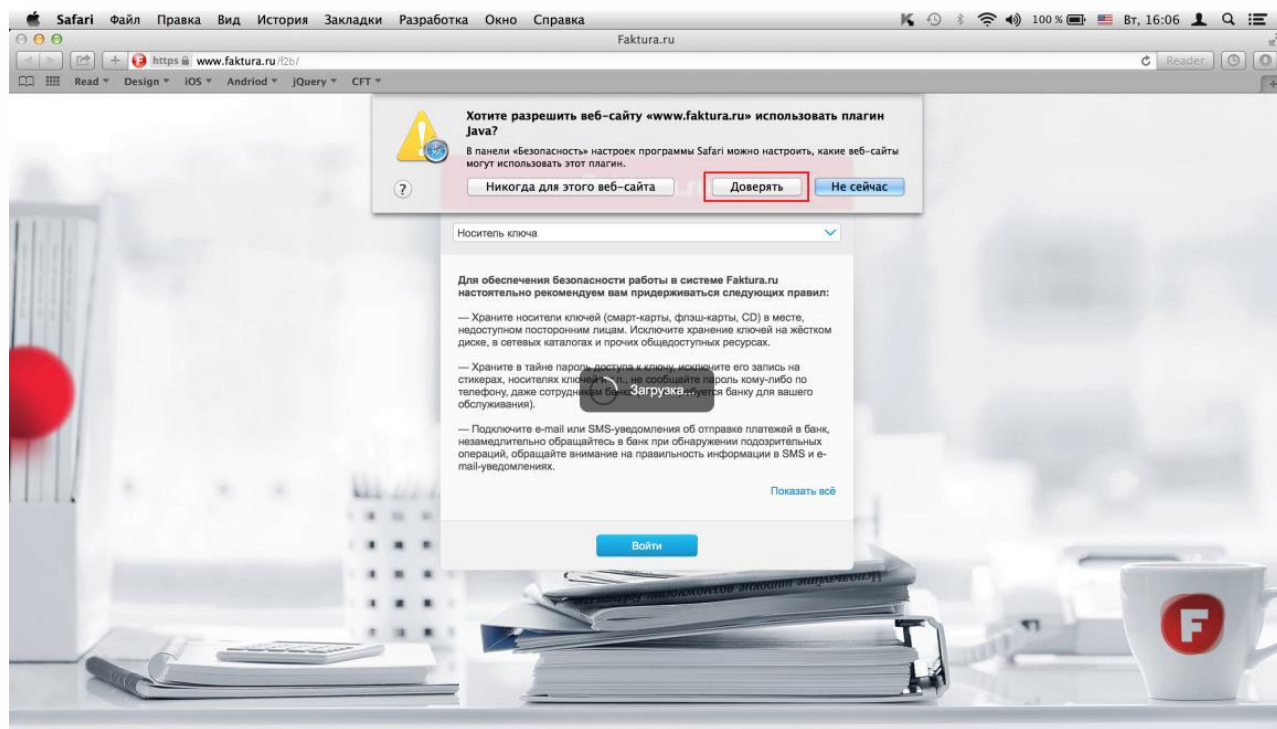 Safari Файл Правка Вид История Закладки Разработка Окно Справка 100 % Вт, 16:06
Faktura.ru
https www.faktura.ru/f2b/ Reader
Read Design iOS Andriod jQuery CFT
Хотите разрешить веб-сайту «www.faktura.ru» использовать плагин
Java?
В панели «Безопасность» настроек программы Safari можно настроить, какие веб-сайты
могут использовать этот плагин.
? Никогда для этого веб-сайта Доверять Не сейчас
Носитель ключа
Для обеспечения безопасности работы в системе Faktura.ru
настоятельно рекомендуем вам придерживаться следующих правил:
— Храните носители ключей (смарт-карты, флэш-карты, CD) в месте,
недоступном посторонним лицам. Исключите хранение ключей на жёстком
диске, в сетевых каталогах и прочих общедоступных ресурсах.
— Храните в тайне пароль доступа к ключу, исключите его запись на
стикерах, носителях ключей не сообщайте пароль кому-либо по
телефону, даже сотрудникам банку для вашего
Загрузка...
обслуживания).
— Подключите e-mail или SMS-уведомления об отправке платежей в банк,
незамедлительно обращайтесь в банк при обнаружении подозрительных
операций, обращайте внимание на правильность информации в SMS и e-
mail-уведомлениях.
Показать всё
Войти
F